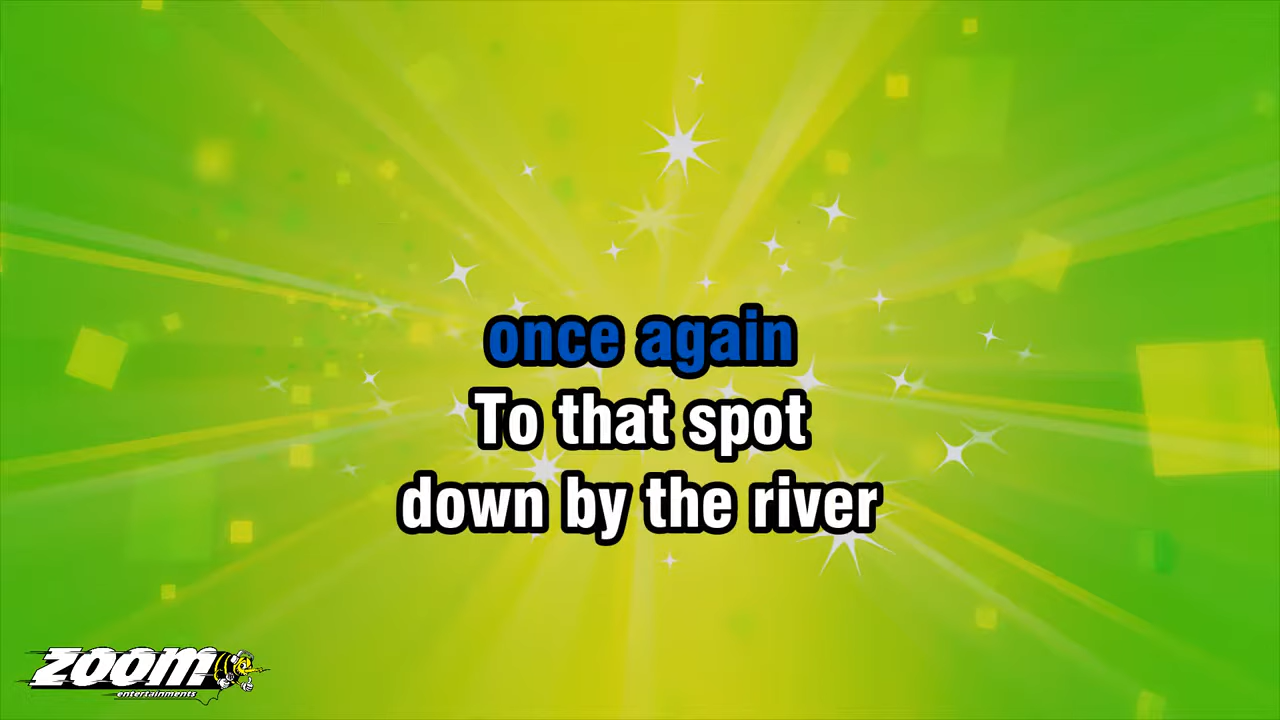 once again
To that spot
down by the river
ZOOM
entertainments